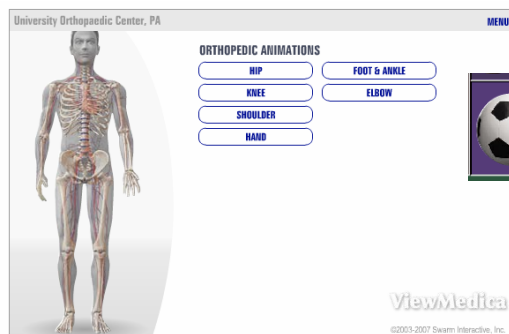 University Orthopaedic Center, PA
MENU
ORTHOPEDIC ANIMATIONS
HIP
FOOT & ANKLE
KNEE
ELBOW
SHOULDER
HAND
ViewMedica
©2003-2007 Swarm Interactive, Inc.